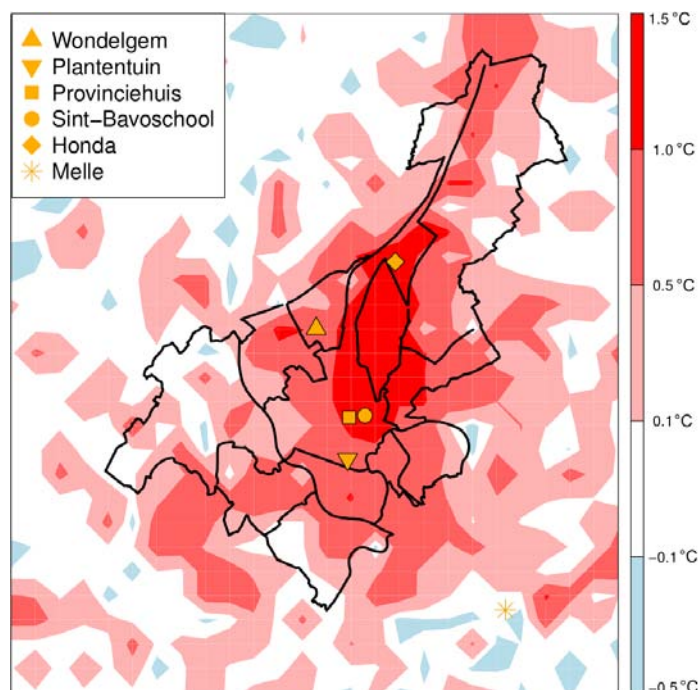 Wondelgem
Plantentuin
Provinciehuis
Sint−Bavoschool
Honda
Melle
1.5 °C
1.0 °C
0.5 °C
0.1 °C
−0.1 °C
−0.5 °C